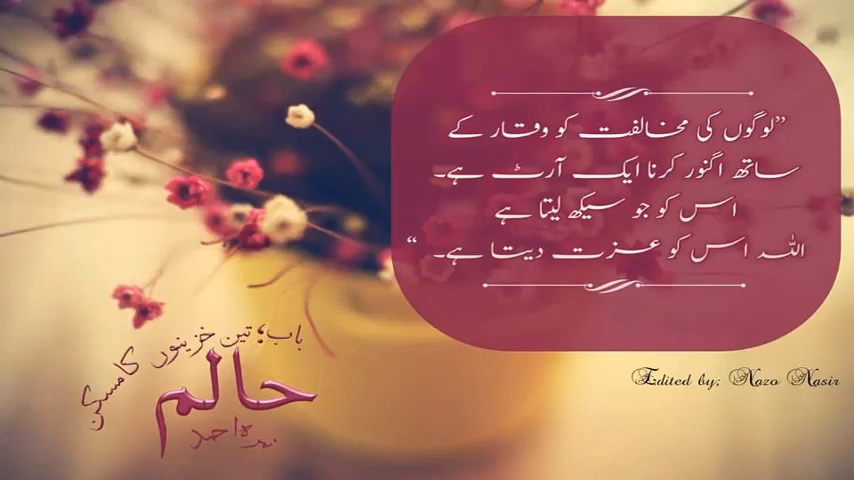 ”لوگوں کی مخالفت کو وقار کے
ساتھ اگنور کرنا ایک آرٹ ہے۔
اس کو جو سیکھ لیتا ہے
اللہ اس کو عزت دیتا ہے۔ “
Edited by; Nazo Nasir
باب؛ تین خزینوں کا مسکن
حالم
نمرہ احمد